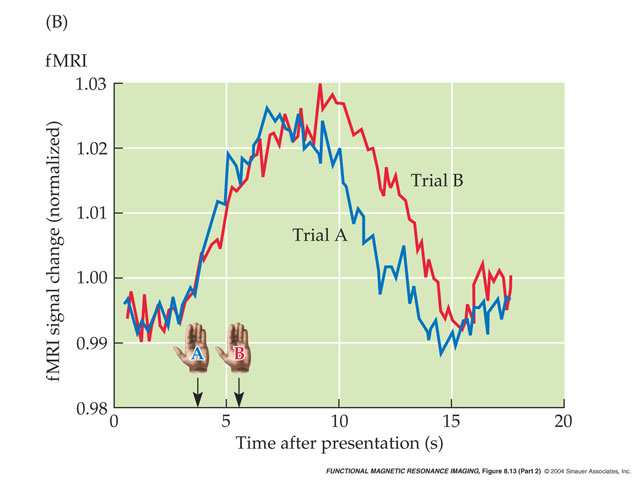 (B)
fMRI
fMRI signal change (normalized)
1.03
1.02
1.01
1.00
0.99
0.98
Trial B
Trial A
A
B
0
5
10
15
20
Time after presentation (s)
FUNCTIONAL MAGNETIC RESONANCE IMAGING, Figure 8.13 (Part 2) © 2004 Sinauer Associates, Inc.